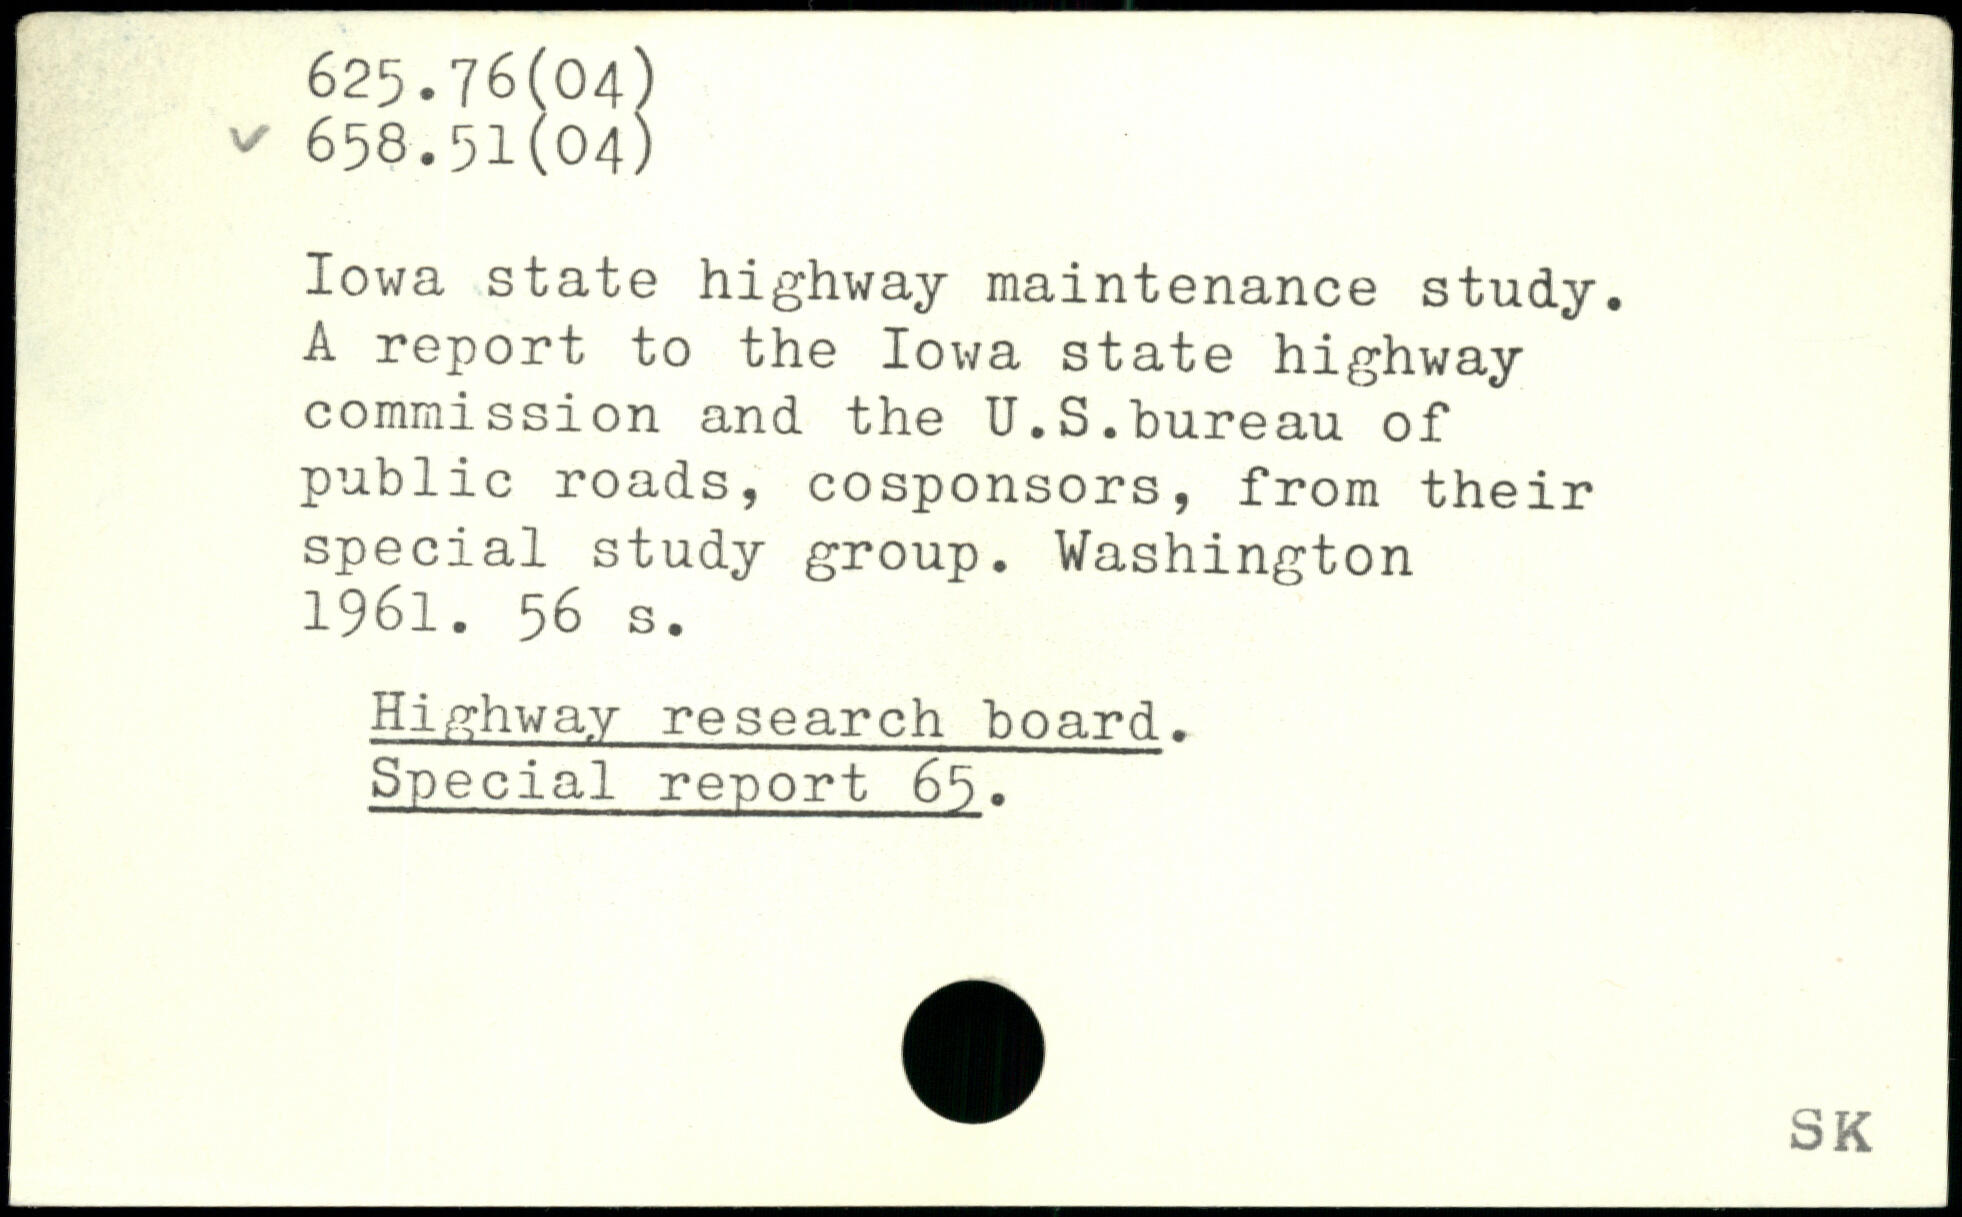 625.76(04)
✓ 658.51(04)
Iowa state highway maintenance study.
A report to the Iowa state highway
commission and the U.S.bureau of
public roads, cosponsors, from their
special study group. Washington
1961. 56 s.
Highway research board.
Special report 65.
SK